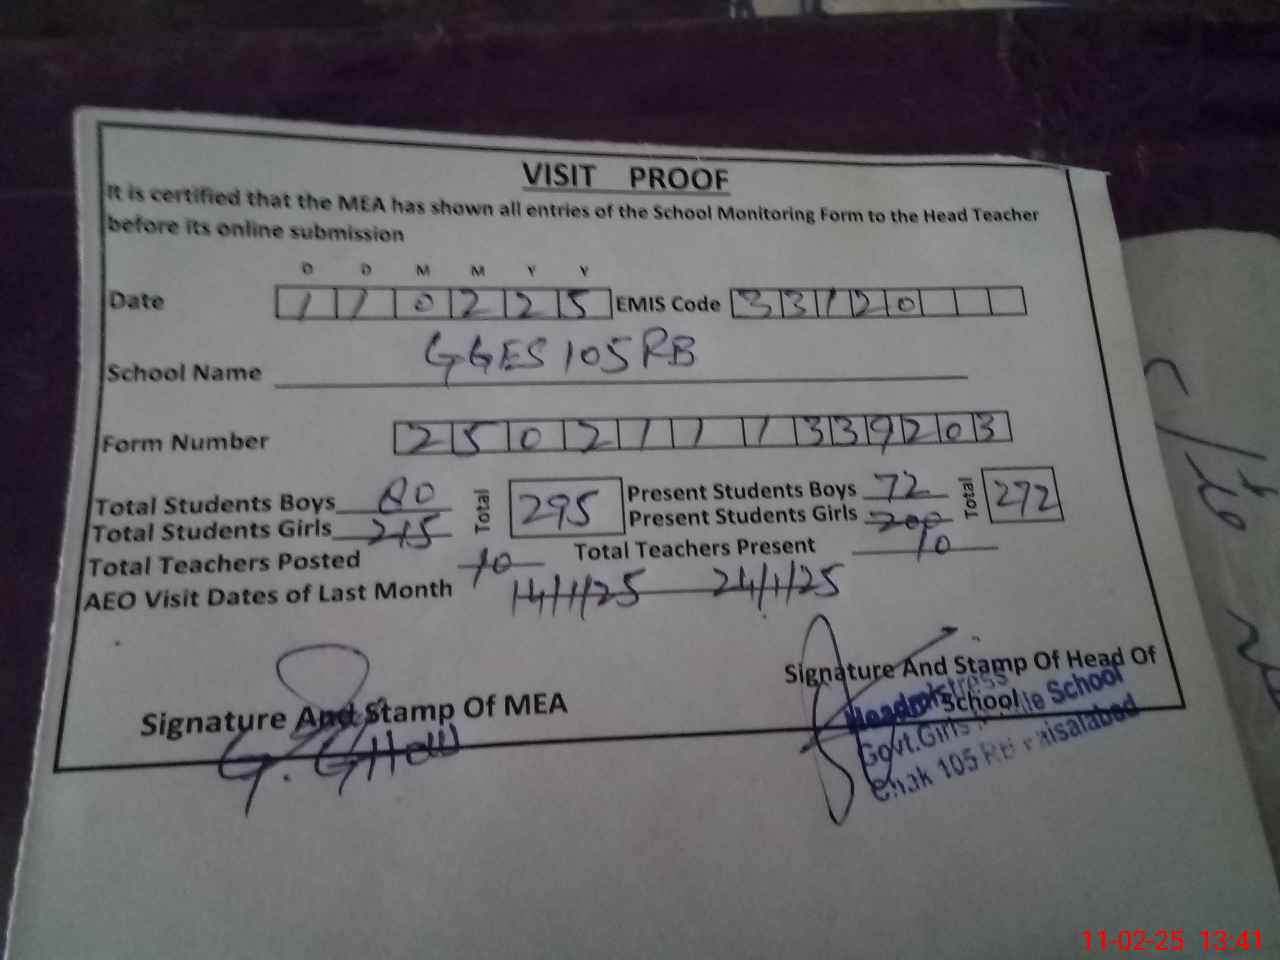 VISIT PROOF
It is certified that the MEA has shown all entries of the School Monitoring Form to the Head Teacher
before its online submission
D D M M Y Y
Date 1 1 0 2 2 5 EMIS Code 3 3 1 2 0
School Name GGES 105 RB
Form Number 2 5 0 2 1 1 1 3 3 9 2 0 3
Total Students Boys 80 Total 295 Present Students Boys 72 Total 272
Total Students Girls 215 Present Students Girls 200
Total Teachers Posted 10 Total Teachers Present 10
AEO Visit Dates of Last Month 14/1/25 24/1/25
Signature And Stamp Of MEA
Signature And Stamp Of Head Of
School
Headmistress
Govt. Girls School
Chak 105 RB Faisalabad
11-02-25 13:41